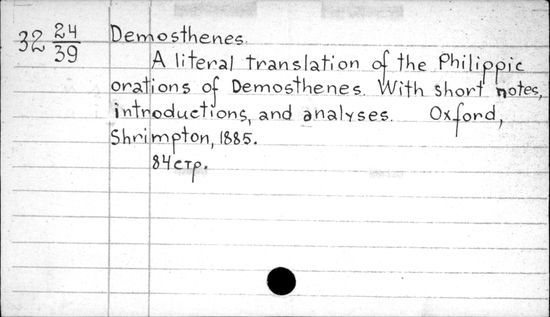 32 24/39 Demosthenes.
A literal translation of the Philippic
orations of Demosthenes. With short notes,
introductions, and analyses. Oxford,
Shrimpton, 1885.
84стр.